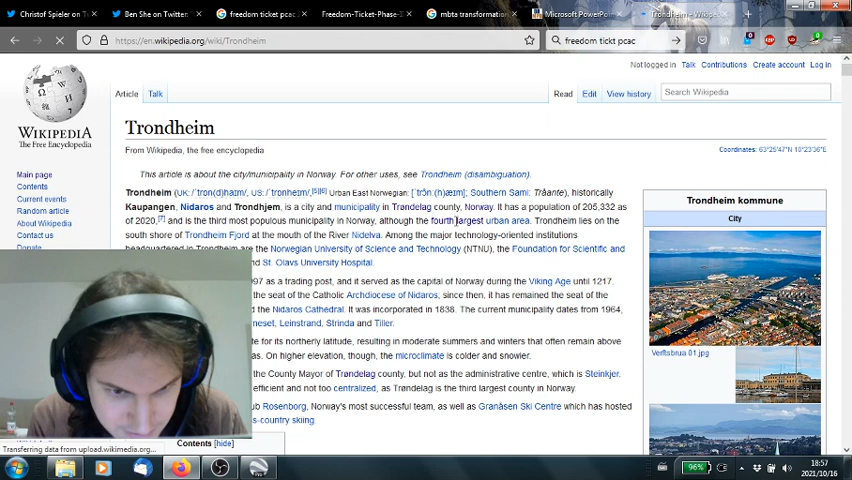 Christof Spieler on Twitter:
Ben She on Twitter:
freedom ticket pcac
Freedom-Ticket-Phase-I
mbta transformation
Microsoft PowerPoi
Trondheim - Wikipe
https://en.wikipedia.org/wiki/Trondheim
freedom tickt pcac
Not logged in Talk Contributions Create account Log in
Article Talk
Read Edit View history Search Wikipedia
WIKIPEDIA
The Free Encyclopedia
Main page
Contents
Current events
Random article
About Wikipedia
Contact us
Donate
Trondheim
From Wikipedia, the free encyclopedia
Coordinates: 63°25′47″N 10°23′36″E
This article is about the city/municipality in Norway. For other uses, see Trondheim (disambiguation).
Southern Sami: Tråante), historically
Kaupangen, Nidaros and Trondhjem, is a city and municipality in Trøndelag county, Norway. It has a population of 205,332 as
of 2020,[7] and is the third most populous municipality in Norway, although the fourth largest urban area. Trondheim lies on the
south shore of Trondheim Fjord at the mouth of the River Nidelva. Among the major technology-oriented institutions
headquartered in Trondheim are the Norwegian University of Science and Technology (NTNU), the Foundation for Scientific and
nd St. Olavs University Hospital.
97 as a trading post, and it served as the capital of Norway during the Viking Age until 1217.
the seat of the Catholic Archdiocese of Nidaros; since then, it has remained the seat of the
the Nidaros Cathedral. It was incorporated in 1838. The current municipality dates from 1964,
neset, Leinstrand, Strinda and Tiller.
te for its northerly latitude, resulting in moderate summers and winters that often remain above
as. On higher elevation, though, the microclimate is colder and snowier.
the County Mayor of Trøndelag county, but not as the administrative centre, which is Steinkjer.
efficient and not too centralized, as Trøndelag is the third largest county in Norway.
ub Rosenborg, Norway's most successful team, as well as Granåsen Ski Centre which has hosted
s-country skiing.
Contents [hide]
Trondheim kommune
City
Verftsbrua 01.jpg
Transferring data from upload.wikimedia.org...
96%
18:57
2021/10/16